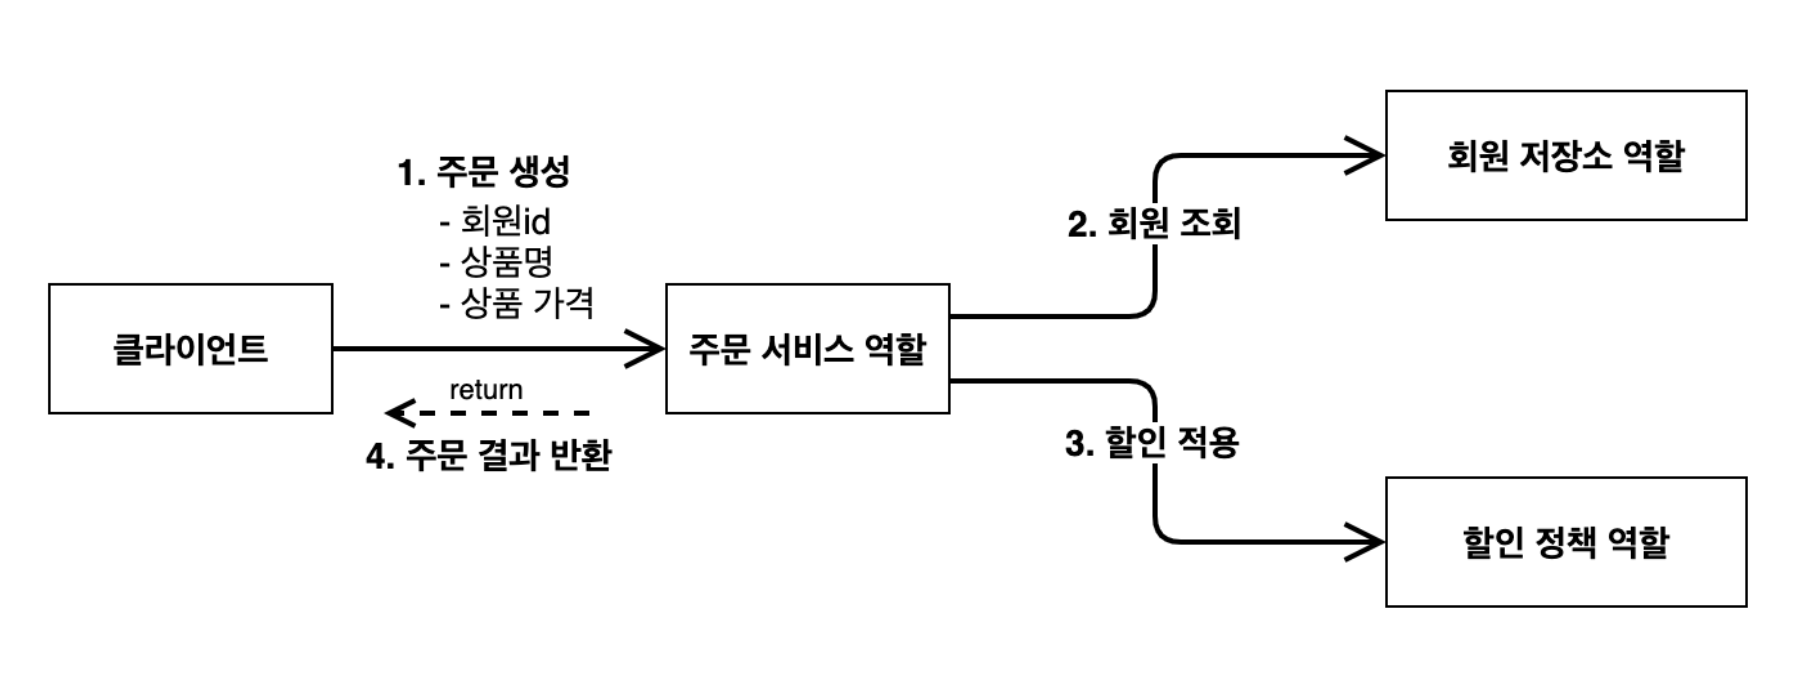 클라이언트
1. 주문 생성
- 회원id
- 상품명
- 상품 가격
return
4. 주문 결과 반환
주문 서비스 역할
2. 회원 조회
3. 할인 적용
회원 저장소 역할
할인 정책 역할